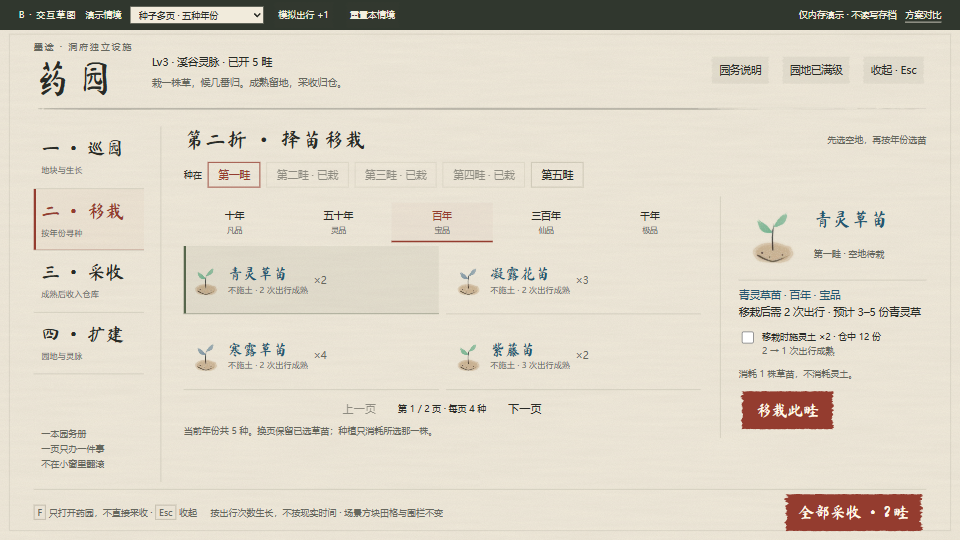 B · 交互草图 演示情境 种子多页 · 五种年份 模拟出行 +1 重置本情境 仅内存演示 · 不读写存档 方案对比
墨途 · 洞府独立设施
药园
Lv3 · 溪谷灵脉 · 已开 5 畦
栽一株草，候几番归。成熟留地，采收归仓。
园务说明 园地已满级 收起 · Esc
一 · 巡园
地块与生长
二 · 移栽
按年份寻种
三 · 采收
成熟后收入仓库
四 · 扩建
园地与灵脉
一本园务册
一页只办一件事
不在小窗里翻滚
第二折 · 择苗移栽
先选空地，再按年份选苗
种在 第一畦 第二畦 · 已栽 第三畦 · 已栽 第四畦 · 已栽 第五畦
十年 五十年 百年 三百年 千年
凡品 灵品 宝品 仙品 极品
青灵草苗 ×2
不施土 · 2 次出行成熟
凝露花苗 ×3
不施土 · 2 次出行成熟
寒露草苗 ×4
不施土 · 2 次出行成熟
紫藤苗 ×2
不施土 · 3 次出行成熟
上一页 第 1 / 2 页 · 每页 4 种 下一页
当前年份共 5 种。换页保留已选草苗；种植只消耗所选那一株。
青灵草苗
第一畦 · 空地待栽
青灵草苗 · 百年 · 宝品
移栽后需 2 次出行 · 预计 3–5 份青灵草
移栽时施灵土 ×2 · 仓中 12 份
2 → 1 次出行成熟
消耗 1 株草苗，不消耗灵土。
移栽此畦
F 只打开药园，不直接采收 · Esc 收起 按出行次数生长，不按现实时间 · 场景方块田格与围栏不变
全部采收 · 2畦